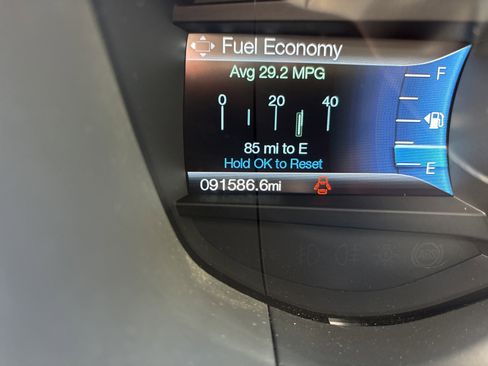 Fuel Economy
Avg 29.2 MPG
0 20 40
85 mi to E
Hold OK to Reset
091586.6mi
F
E